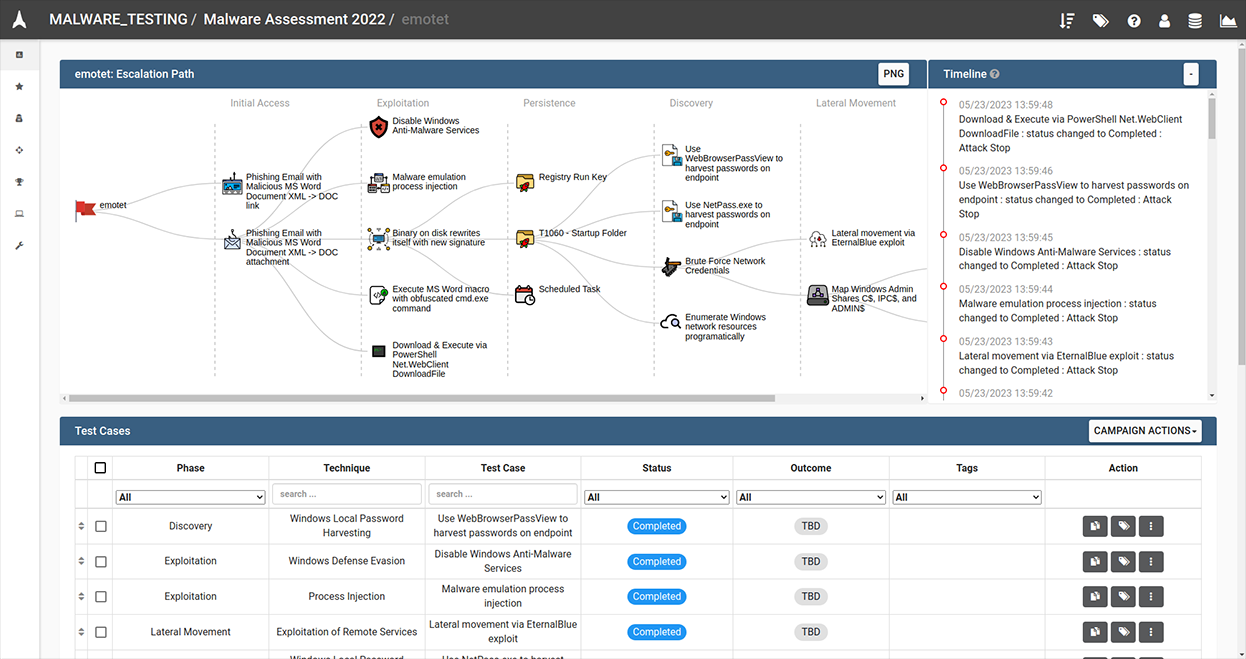 MALWARE_TESTING / Malware Assessment 2022 / emotet
emotet: Escalation Path
PNG
Initial Access
Exploitation
Persistence
Discovery
Lateral Movement
emotet
Phishing Email with
Malicious MS Word
Document XML -> DOC
link
Phishing Email with
Malicious MS Word
Document XML -> DOC
attachment
Disable Windows
Anti-Malware Services
Malware emulation
process injection
Binary on disk rewrites
itself with new signature
Execute MS Word macro
with obfuscated cmd.exe
command
Download & Execute via
PowerShell
Net.WebClient
DownloadFile
Registry Run Key
T1060 - Startup Folder
Scheduled Task
Use
WebBrowserPassView to
harvest passwords on
endpoint
Use NetPass.exe to
harvest passwords on
endpoint
Brute Force Network
Credentials
Enumerate Windows
network resources
programatically
Lateral movement via
EternalBlue exploit
Map Windows Admin
Shares C$, IPC$, and
ADMIN$
Timeline ?
-
05/23/2023 13:59:48
Download & Execute via PowerShell Net.WebClient
DownloadFile : status changed to Completed :
Attack Stop
05/23/2023 13:59:46
Use WebBrowserPassView to harvest passwords on
endpoint : status changed to Completed : Attack
Stop
05/23/2023 13:59:45
Disable Windows Anti-Malware Services : status
changed to Completed : Attack Stop
05/23/2023 13:59:44
Malware emulation process injection : status
changed to Completed : Attack Stop
05/23/2023 13:59:43
Lateral movement via EternalBlue exploit : status
changed to Completed : Attack Stop
05/23/2023 13:59:42
Test Cases
CAMPAIGN ACTIONS
Phase Technique Test Case Status Outcome Tags Action
All search ... search ... All All All
Discovery
Windows Local Password
Harvesting
Use WebBrowserPassView to
harvest passwords on endpoint
Completed
TBD
Exploitation
Windows Defense Evasion
Disable Windows Anti-Malware
Services
Completed
TBD
Exploitation
Process Injection
Malware emulation process
injection
Completed
TBD
Lateral Movement
Exploitation of Remote Services
Lateral movement via EternalBlue
exploit
Completed
TBD
Windows Local Password
Use NetPass.exe to harvest